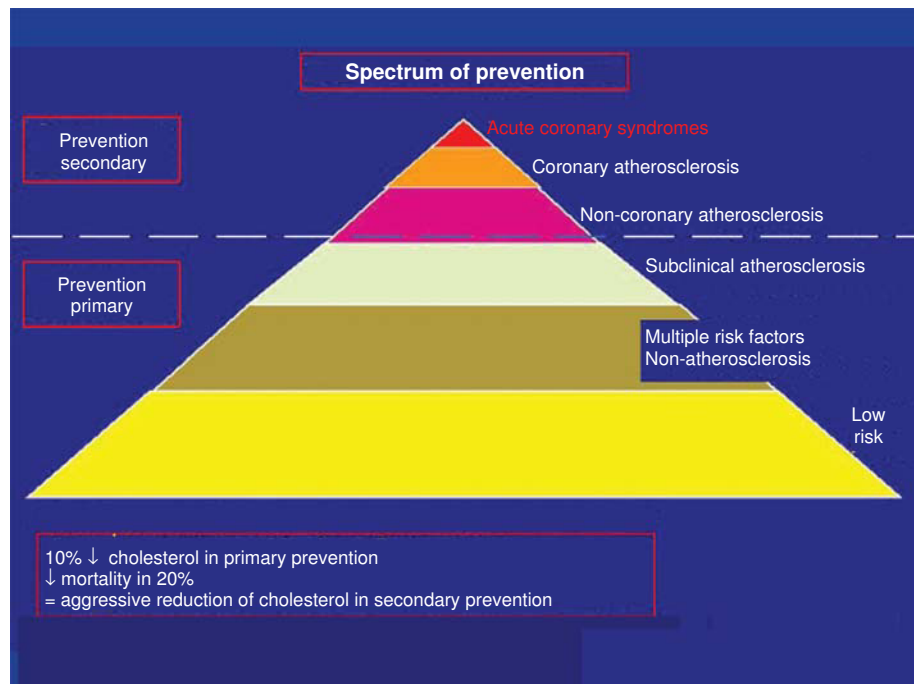 Spectrum of prevention
Prevention
secondary
Acute coronary syndromes
Coronary atherosclerosis
Non-coronary atherosclerosis
Prevention
primary
Subclinical atherosclerosis
Multiple risk factors
Non-atherosclerosis
Low
risk
10% ↓ cholesterol in primary prevention
↓ mortality in 20%
= aggressive reduction of cholesterol in secondary prevention